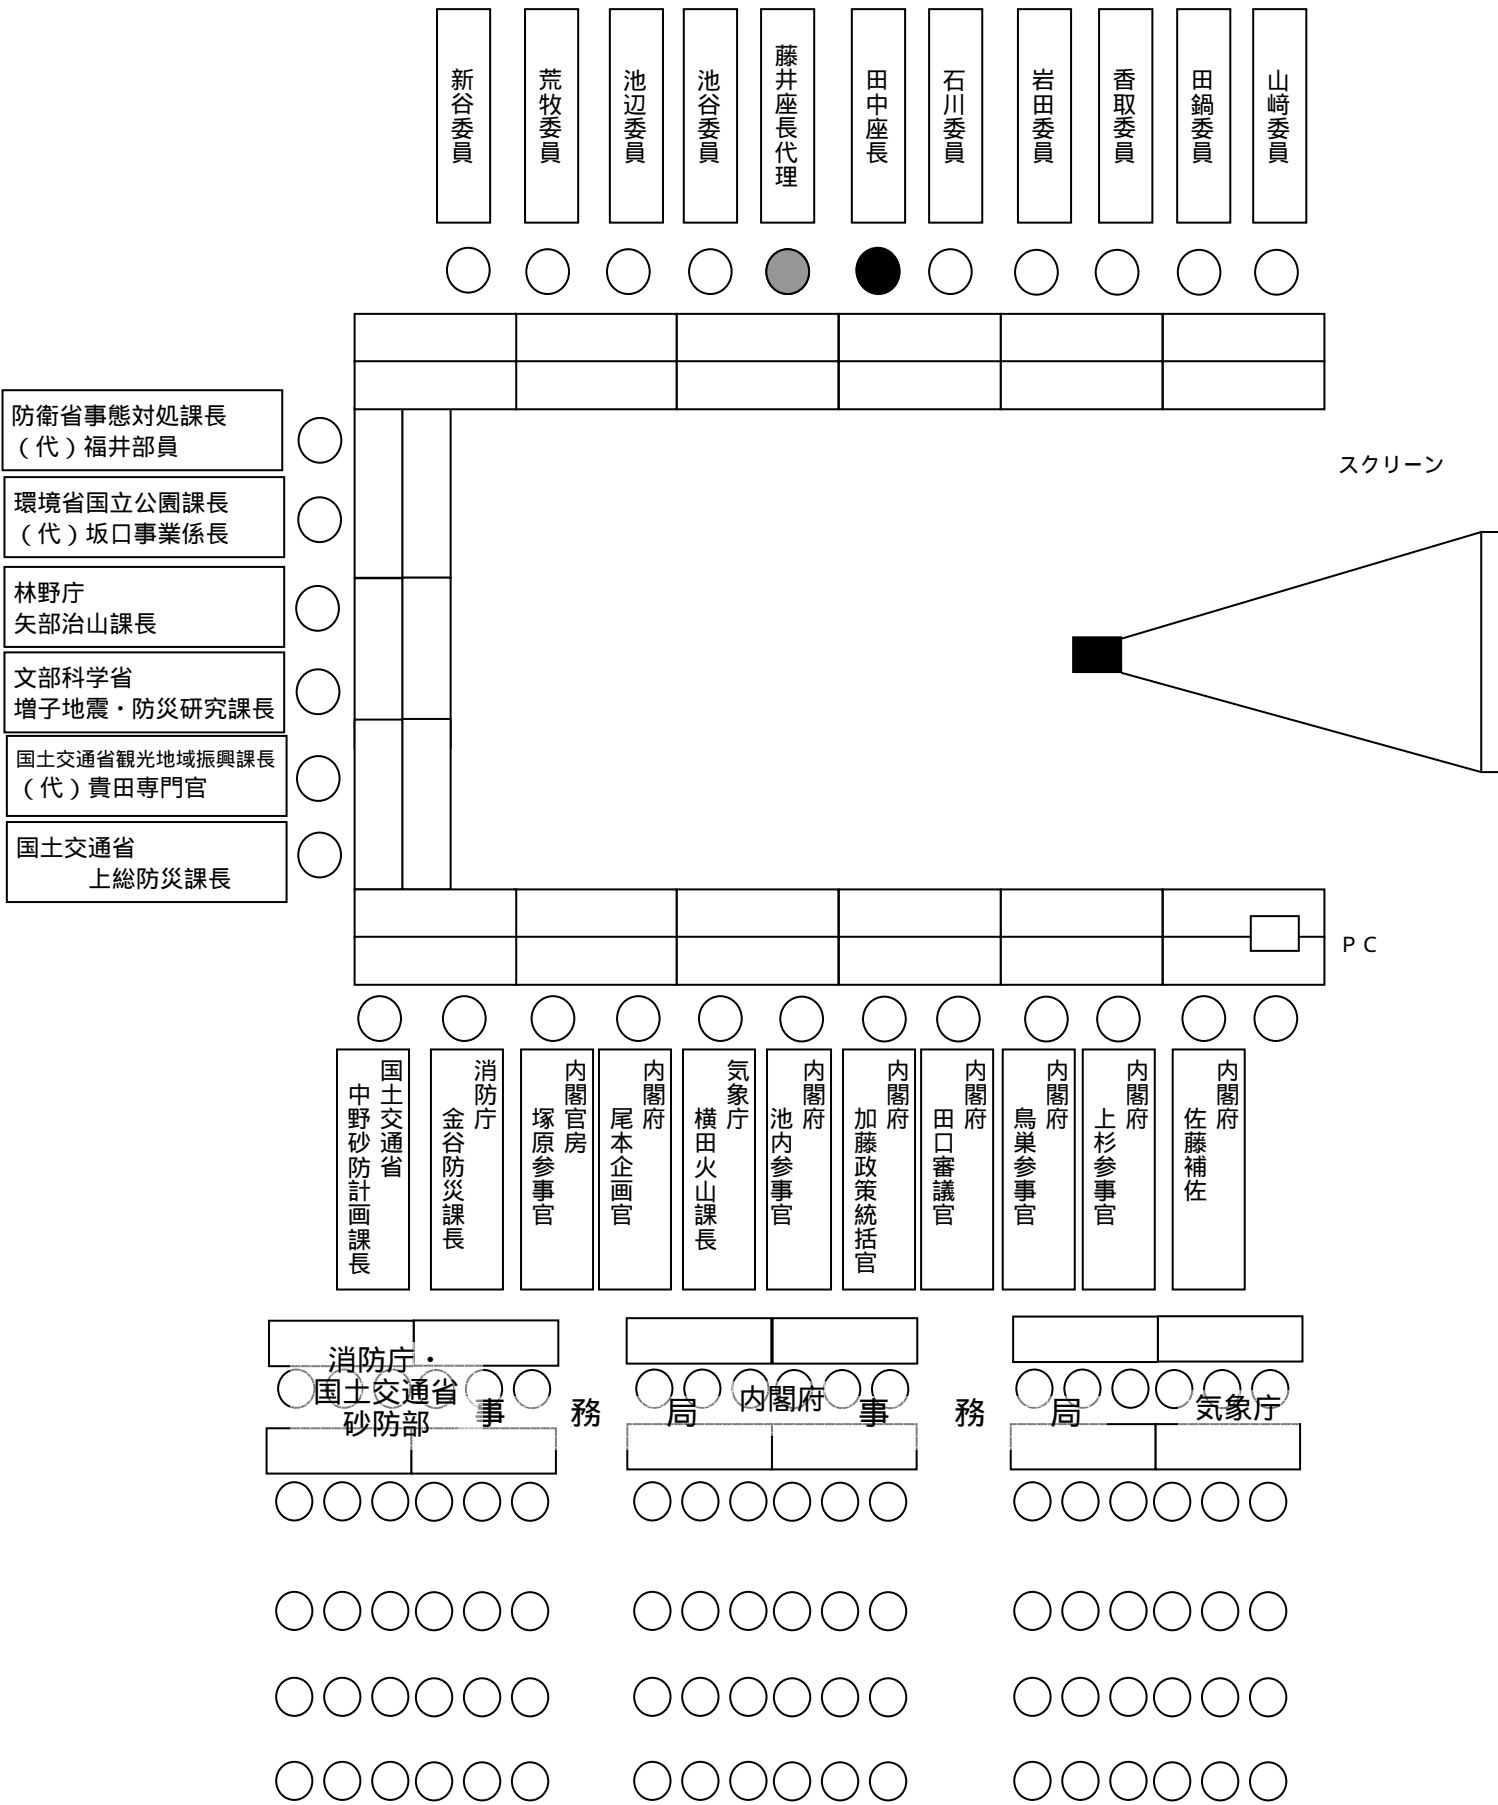 新谷委員
荒牧委員
池辺委員
池谷委員
藤井座長代理
田中座長
石川委員
岩田委員
香取委員
田鍋委員
山﨑委員
防衛省事態対処課長
（代）福井部員
環境省国立公園課長
（代）坂口事業係長
林野庁
矢部治山課長
文部科学省
増子地震・防災研究課長
国土交通省観光地域振興課長
（代）貴田専門官
国土交通省
上総防災課長
スクリーン
ＰＣ
国土交通省
中野砂防計画課長
消防庁
金谷防災課長
内閣官房
塚原参事官
内閣府
尾本企画官
気象庁
横田火山課長
内閣府
池内参事官
内閣府
加藤政策統括官
内閣府
田口審議官
内閣府
鳥巣参事官
内閣府
上杉参事官
内閣府
佐藤補佐
消防庁・
国土交通省
砂防部
事　務　局
内閣府
事　務　局
気象庁